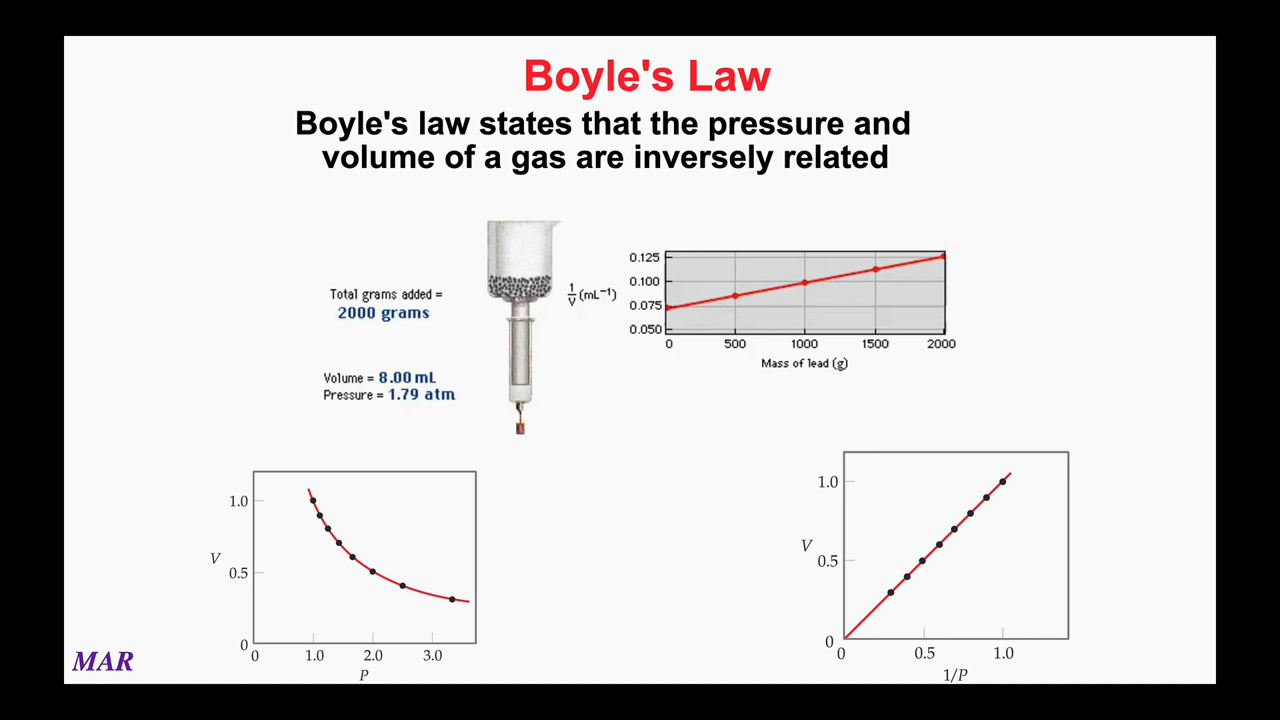 Boyle's Law
Boyle's law states that the pressure and
volume of a gas are inversely related
Total grams added =
2000 grams
Volume = 8.00 mL
Pressure = 1.79 atm
1/V (mL⁻¹)
0.125
0.100
0.075
0.050
0 500 1000 1500 2000
Mass of lead (g)
1.0
V
0.5
0
0 1.0 2.0 3.0
P
1.0
V
0.5
0
0 0.5 1.0
1/P
MAR